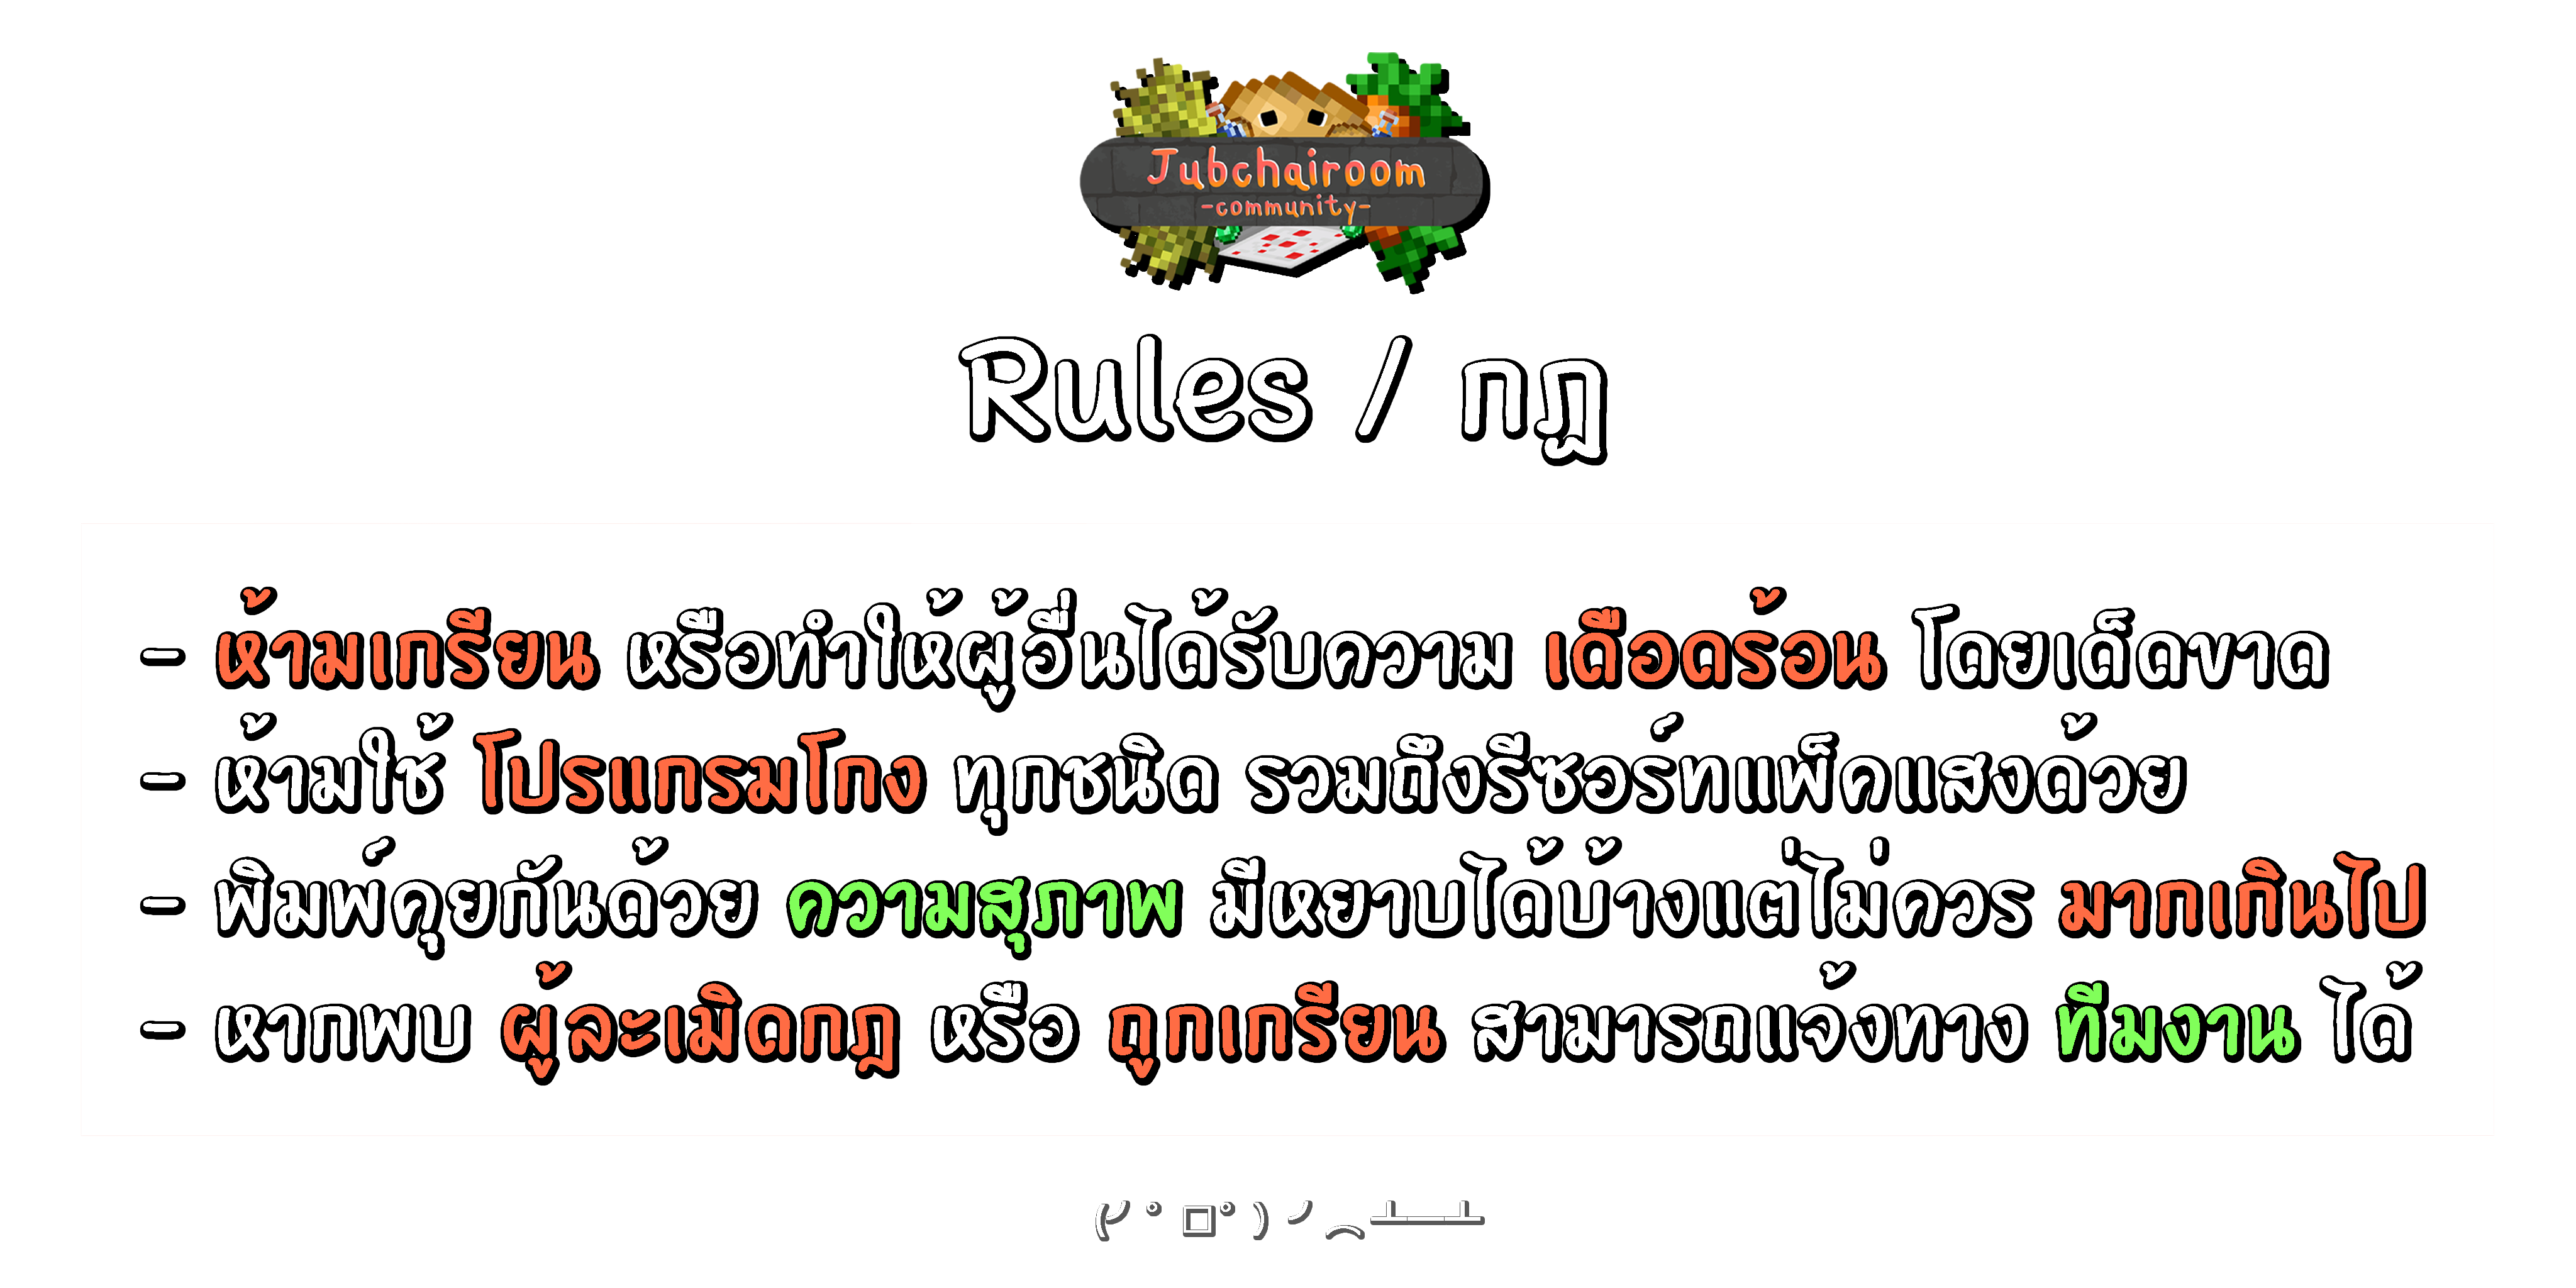 Jubchairoom
-community-
Rules / กฎ
- ห้ามเกรียน หรือทำให้ผู้อื่นได้รับความ เดือดร้อน โดยเด็ดขาด
- ห้ามใช้ โปรแกรมโกง ทุกชนิด รวมถึงรีซอร์ทแพ็คแสงด้วย
- พิมพ์คุยกันด้วย ความสุภาพ มีหยาบได้บ้างแต่ไม่ควร มากเกินไป
- หากพบ ผู้ละเมิดกฎ หรือ ถูกเกรียน สามารถแจ้งทาง ทีมงาน ได้
(╯°□°)╯︵┻━┻